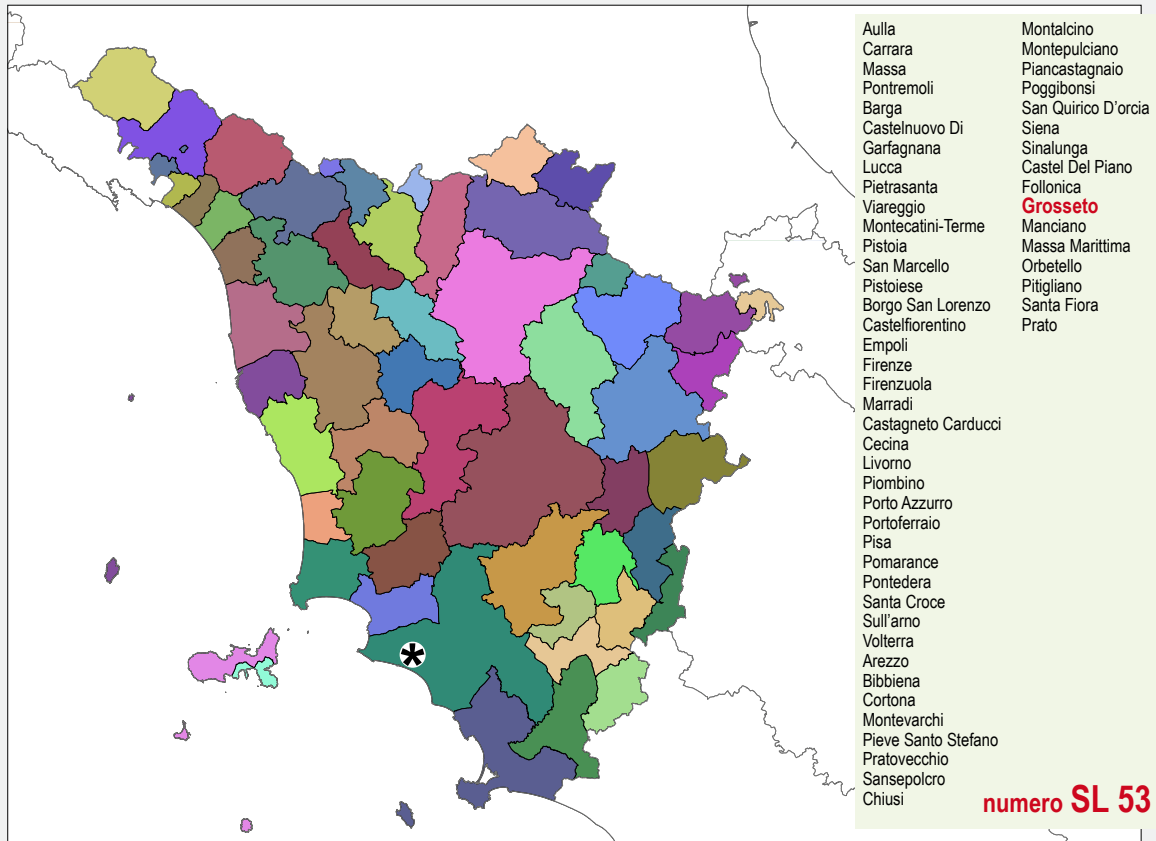 Aulla
Carrara
Massa
Pontremoli
Barga
Castelnuovo Di
Garfagnana
Lucca
Pietrasanta
Viareggio
Montecatini-Terme
Pistoia
San Marcello
Pistoiese
Borgo San Lorenzo
Castelfiorentino
Empoli
Firenze
Firenzuola
Marradi
Castagneto Carducci
Cecina
Livorno
Piombino
Porto Azzurro
Portoferraio
Pisa
Pomarance
Pontedera
Santa Croce
Sull'arno
Volterra
Arezzo
Bibbiena
Cortona
Montevarchi
Pieve Santo Stefano
Pratovecchio
Sansepolcro
Chiusi
Montalcino
Montepulciano
Piancastagnaio
Poggibonsi
San Quirico D'orcia
Siena
Sinalunga
Castel Del Piano
Follonica
Grosseto
Manciano
Massa Marittima
Orbetello
Pitigliano
Santa Fiora
Prato
numero SL 53
*